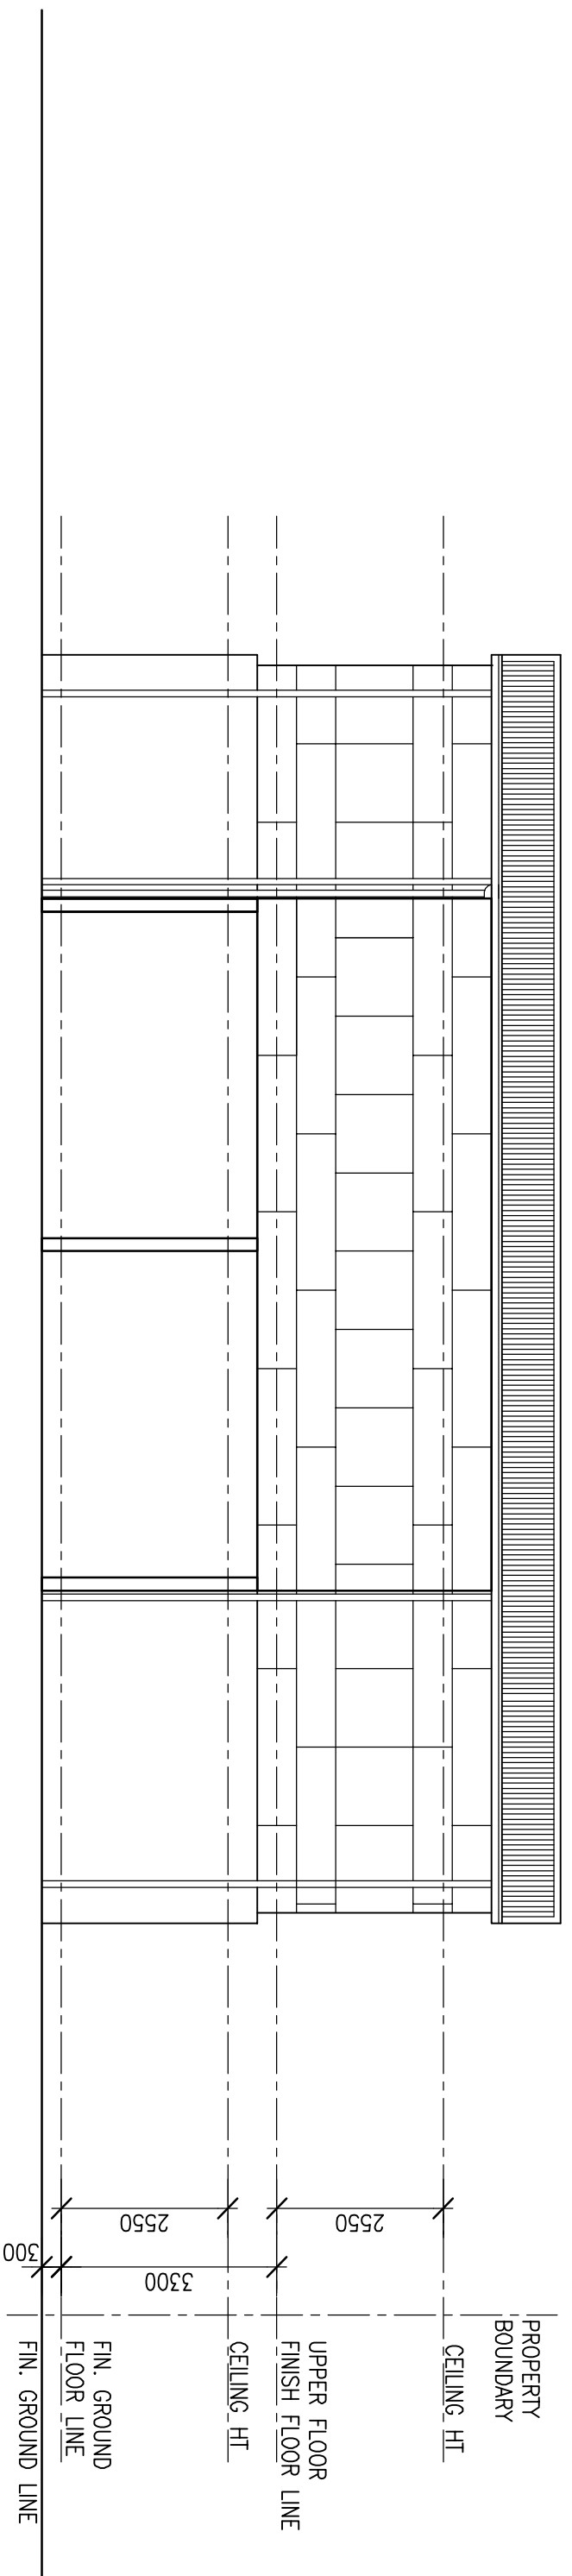 PROPERTY
BOUNDARY
CEILING HT
2550
UPPER FLOOR
FINISH FLOOR LINE
CEILING HT
2550
3300
FIN. GROUND
FLOOR LINE
300
FIN. GROUND LINE